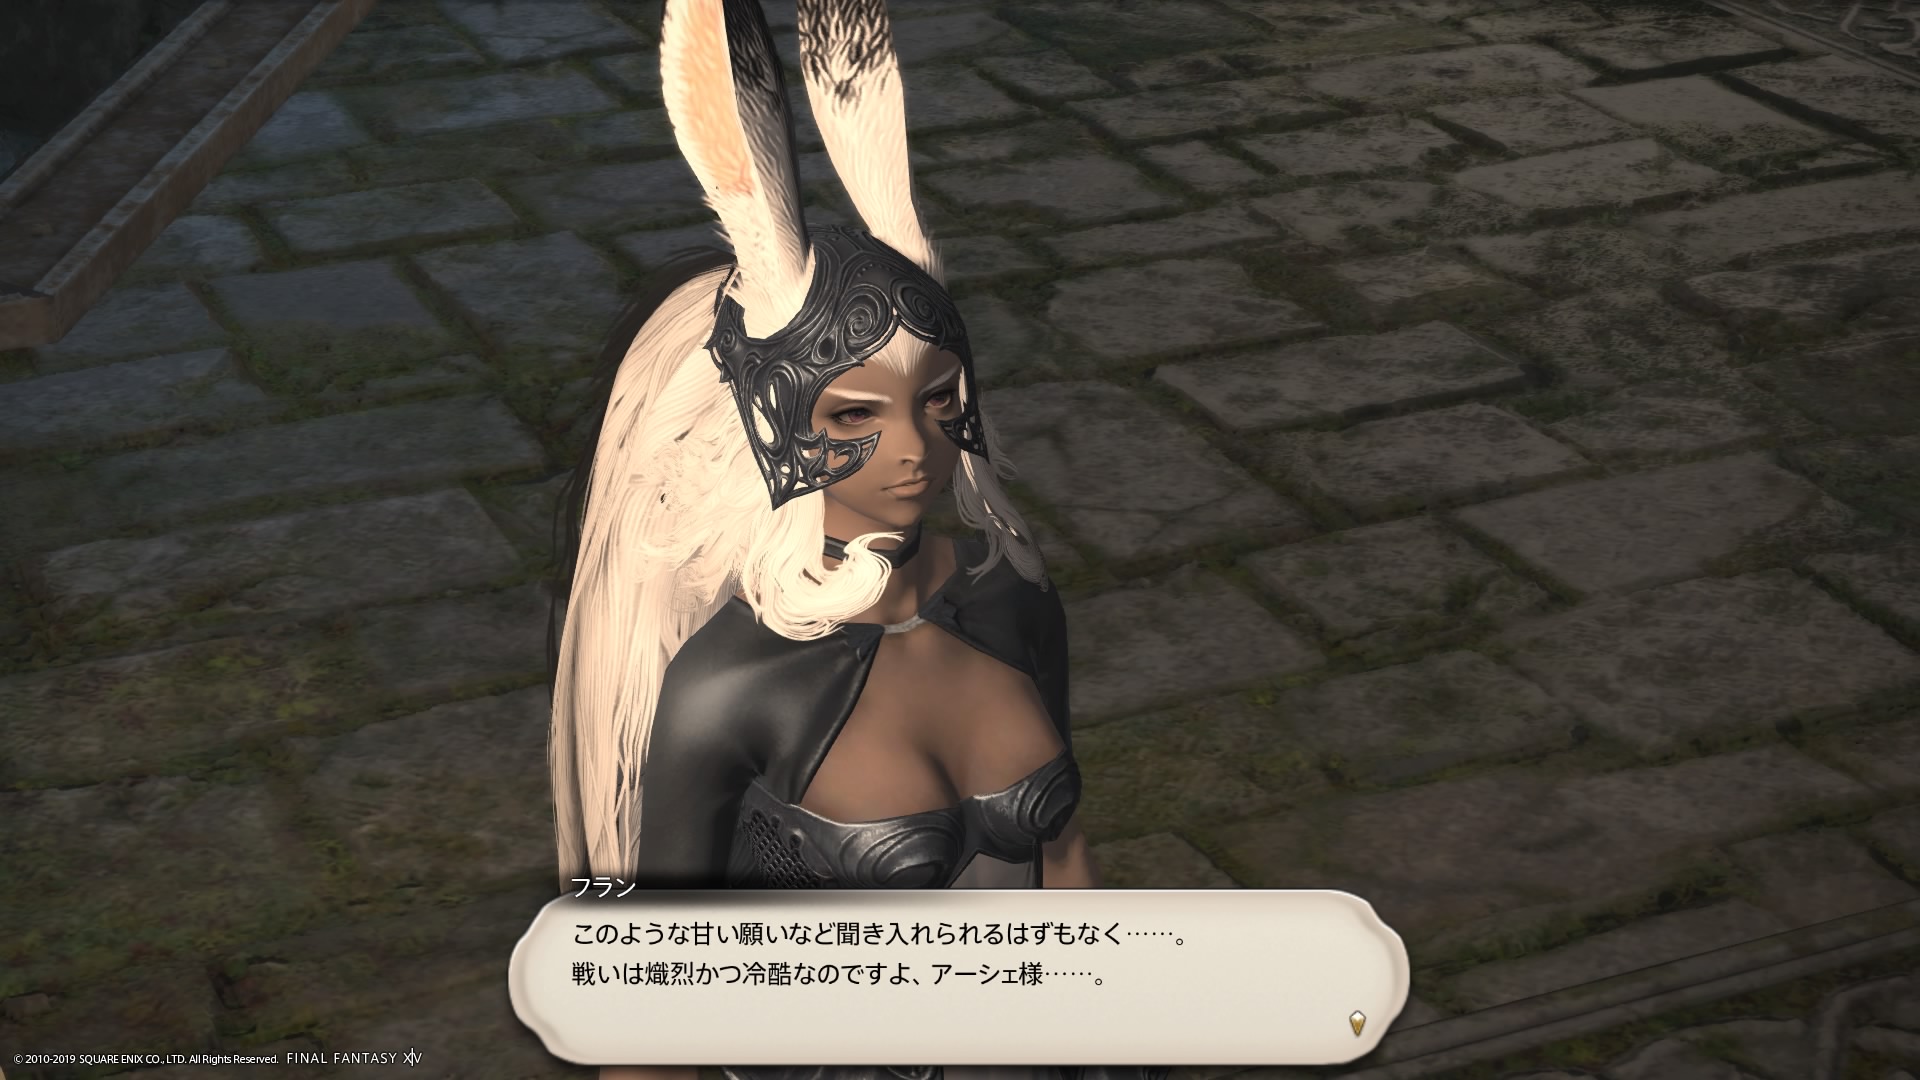 フラン
このような甘い願いなど聞き入れられるはずもなく……。
戦いは熾烈かつ冷酷なのですよ、アーシェ様……。
© 2010-2019 SQUARE ENIX CO., LTD. All Rights Reserved. FINAL FANTASY XIV